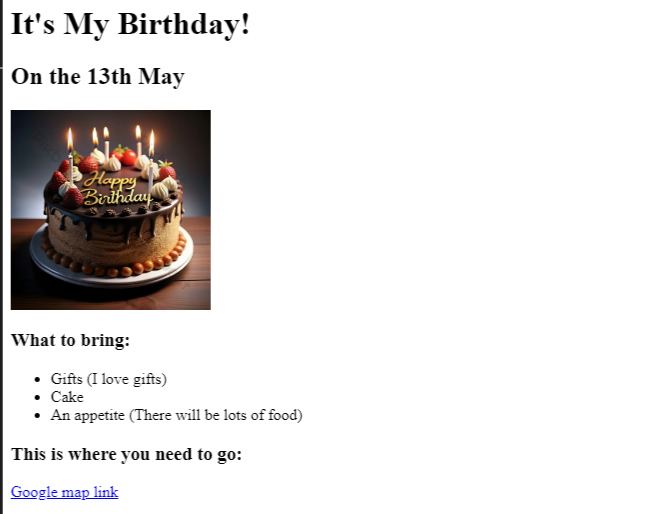 It's My Birthday!
On the 13th May
Happy
Birthday
What to bring:
Gifts (I love gifts)
Cake
An appetite (There will be lots of food)
This is where you need to go:
Google map link